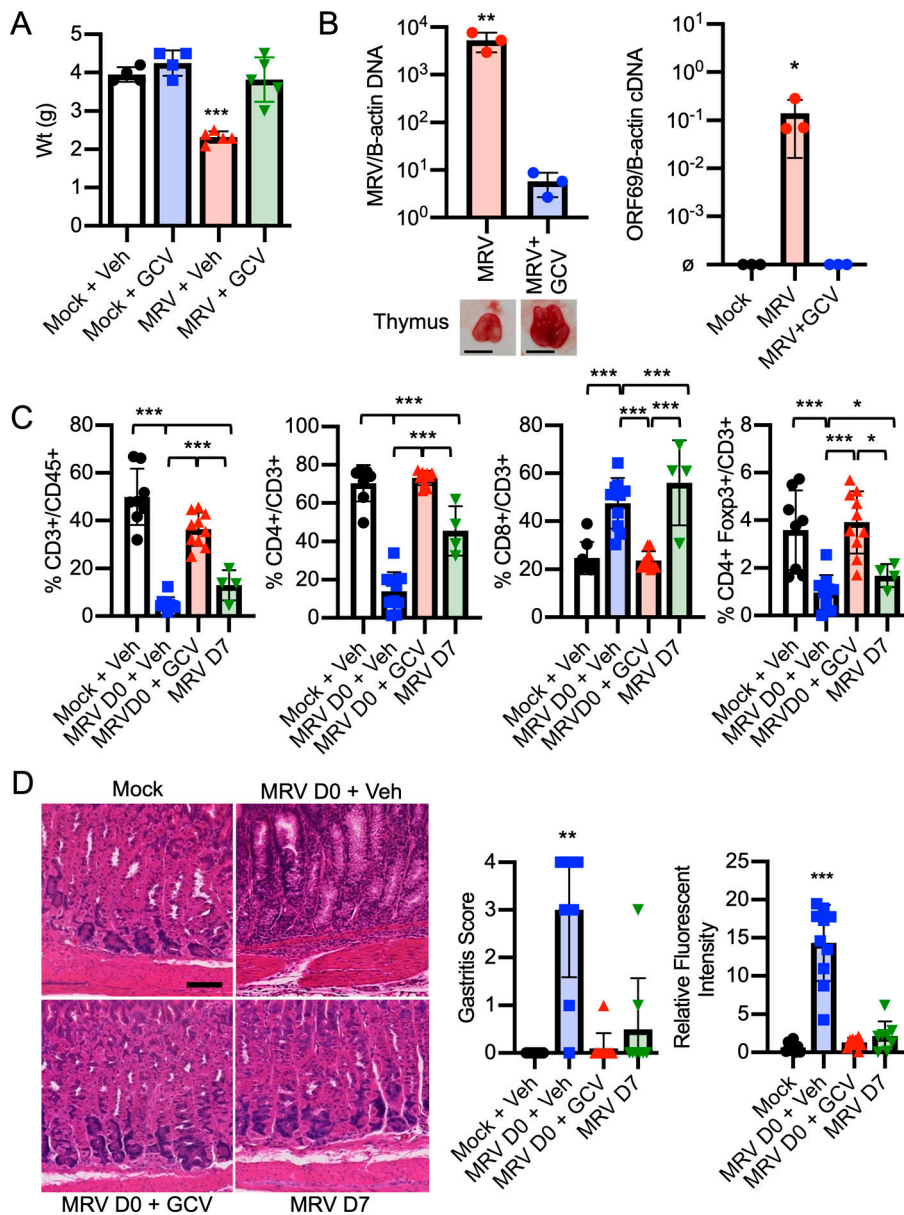 A
Wt (g)
5
4
3
2
1
0
***
Mock + Veh
Mock + GCV
MRV + Veh
MRV + GCV
B
MRV/B-actin DNA
10^4
10^3
10^2
10^1
10^0
**
MRV
MRV+
GCV
Thymus
ORF69/B-actin cDNA
10^0
10^-1
10^-2
10^-3
ø
*
Mock
MRV
MRV+GCV
C
% CD3+/CD45+
80
60
40
20
0
***
***
Mock + Veh
MRV D0 + Veh
MRVD0 + GCV
MRV D7
% CD4+/CD3+
100
80
60
40
20
0
***
***
Mock + Veh
MRV D0 + Veh
MRV D0 + GCV
MRV D7
% CD8+/CD3+
80
60
40
20
0
*** ***
*** ***
Mock + Veh
MRV D0 + Veh
MRVD0 + GCV
MRV D7
% CD4+ Foxp3+/CD3+
8
6
4
2
0
*** *
*** *
Mock + Veh
MRV D0 + Veh
MRVD0 + GCV
MRV D7
D
Mock
MRV D0 + Veh
MRV D0 + GCV
MRV D7
Gastritis Score
4
3
2
1
0
**
Mock + Veh
MRV D0 + Veh
MRV D0 + GCV
MRV D7
Relative Fluorescent
Intensity
25
20
15
10
5
0
***
Mock
MRV D0 + Veh
MRV D0 + GCV
MRV D7